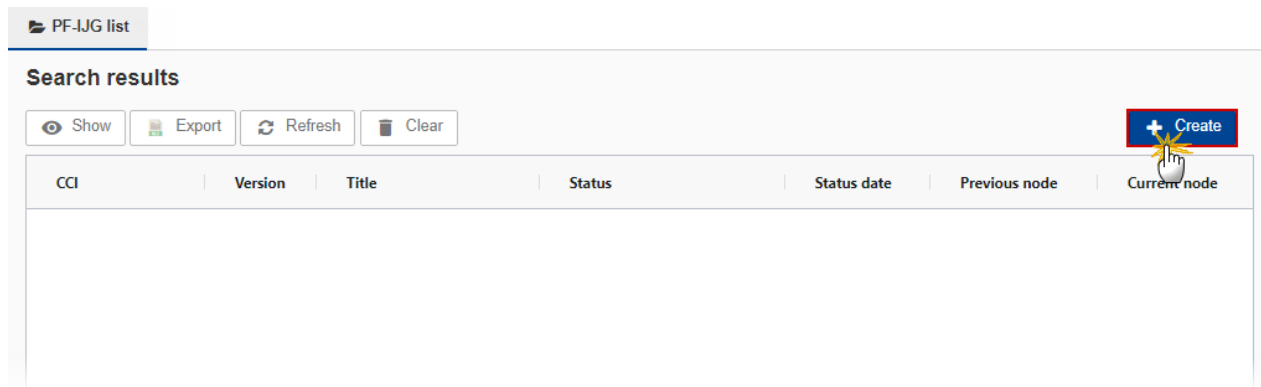 PF-IJG list
Search results
Show Export Refresh Clear Create
CCI Version Title Status Status date Previous node Current node